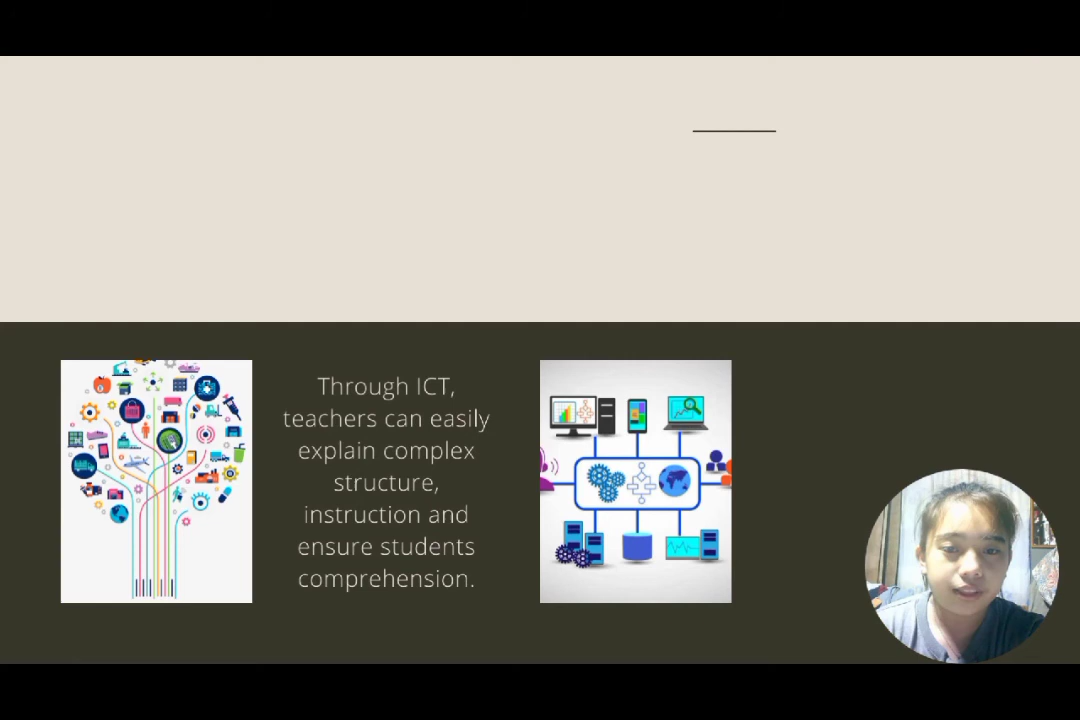 Through ICT,
teachers can easily
explain complex
structure,
instruction and
ensure students
comprehension.